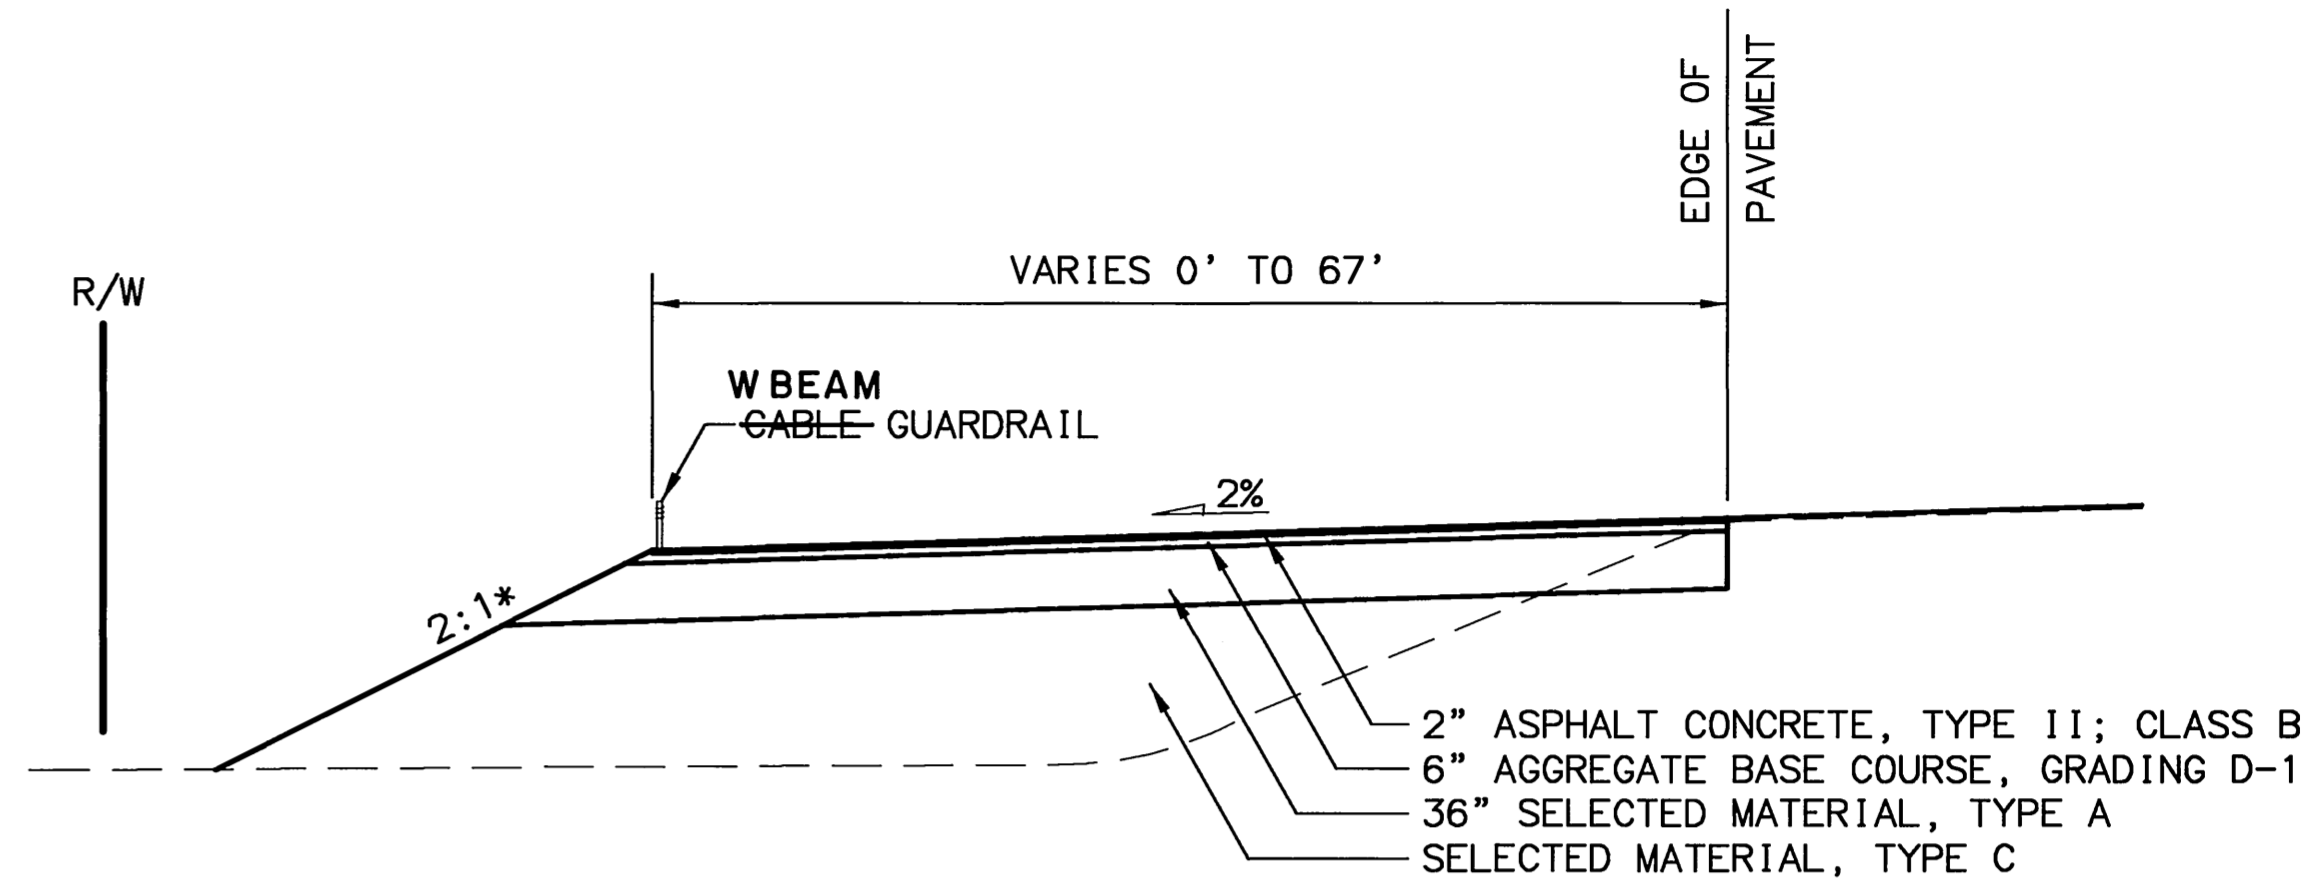 EDGE OF
PAVEMENT
VARIES 0' TO 67'
R/W
W BEAM
CABLE GUARDRAIL
2%
2:1*
2" ASPHALT CONCRETE, TYPE II; CLASS B
6" AGGREGATE BASE COURSE, GRADING D-1
36" SELECTED MATERIAL, TYPE A
SELECTED MATERIAL, TYPE C